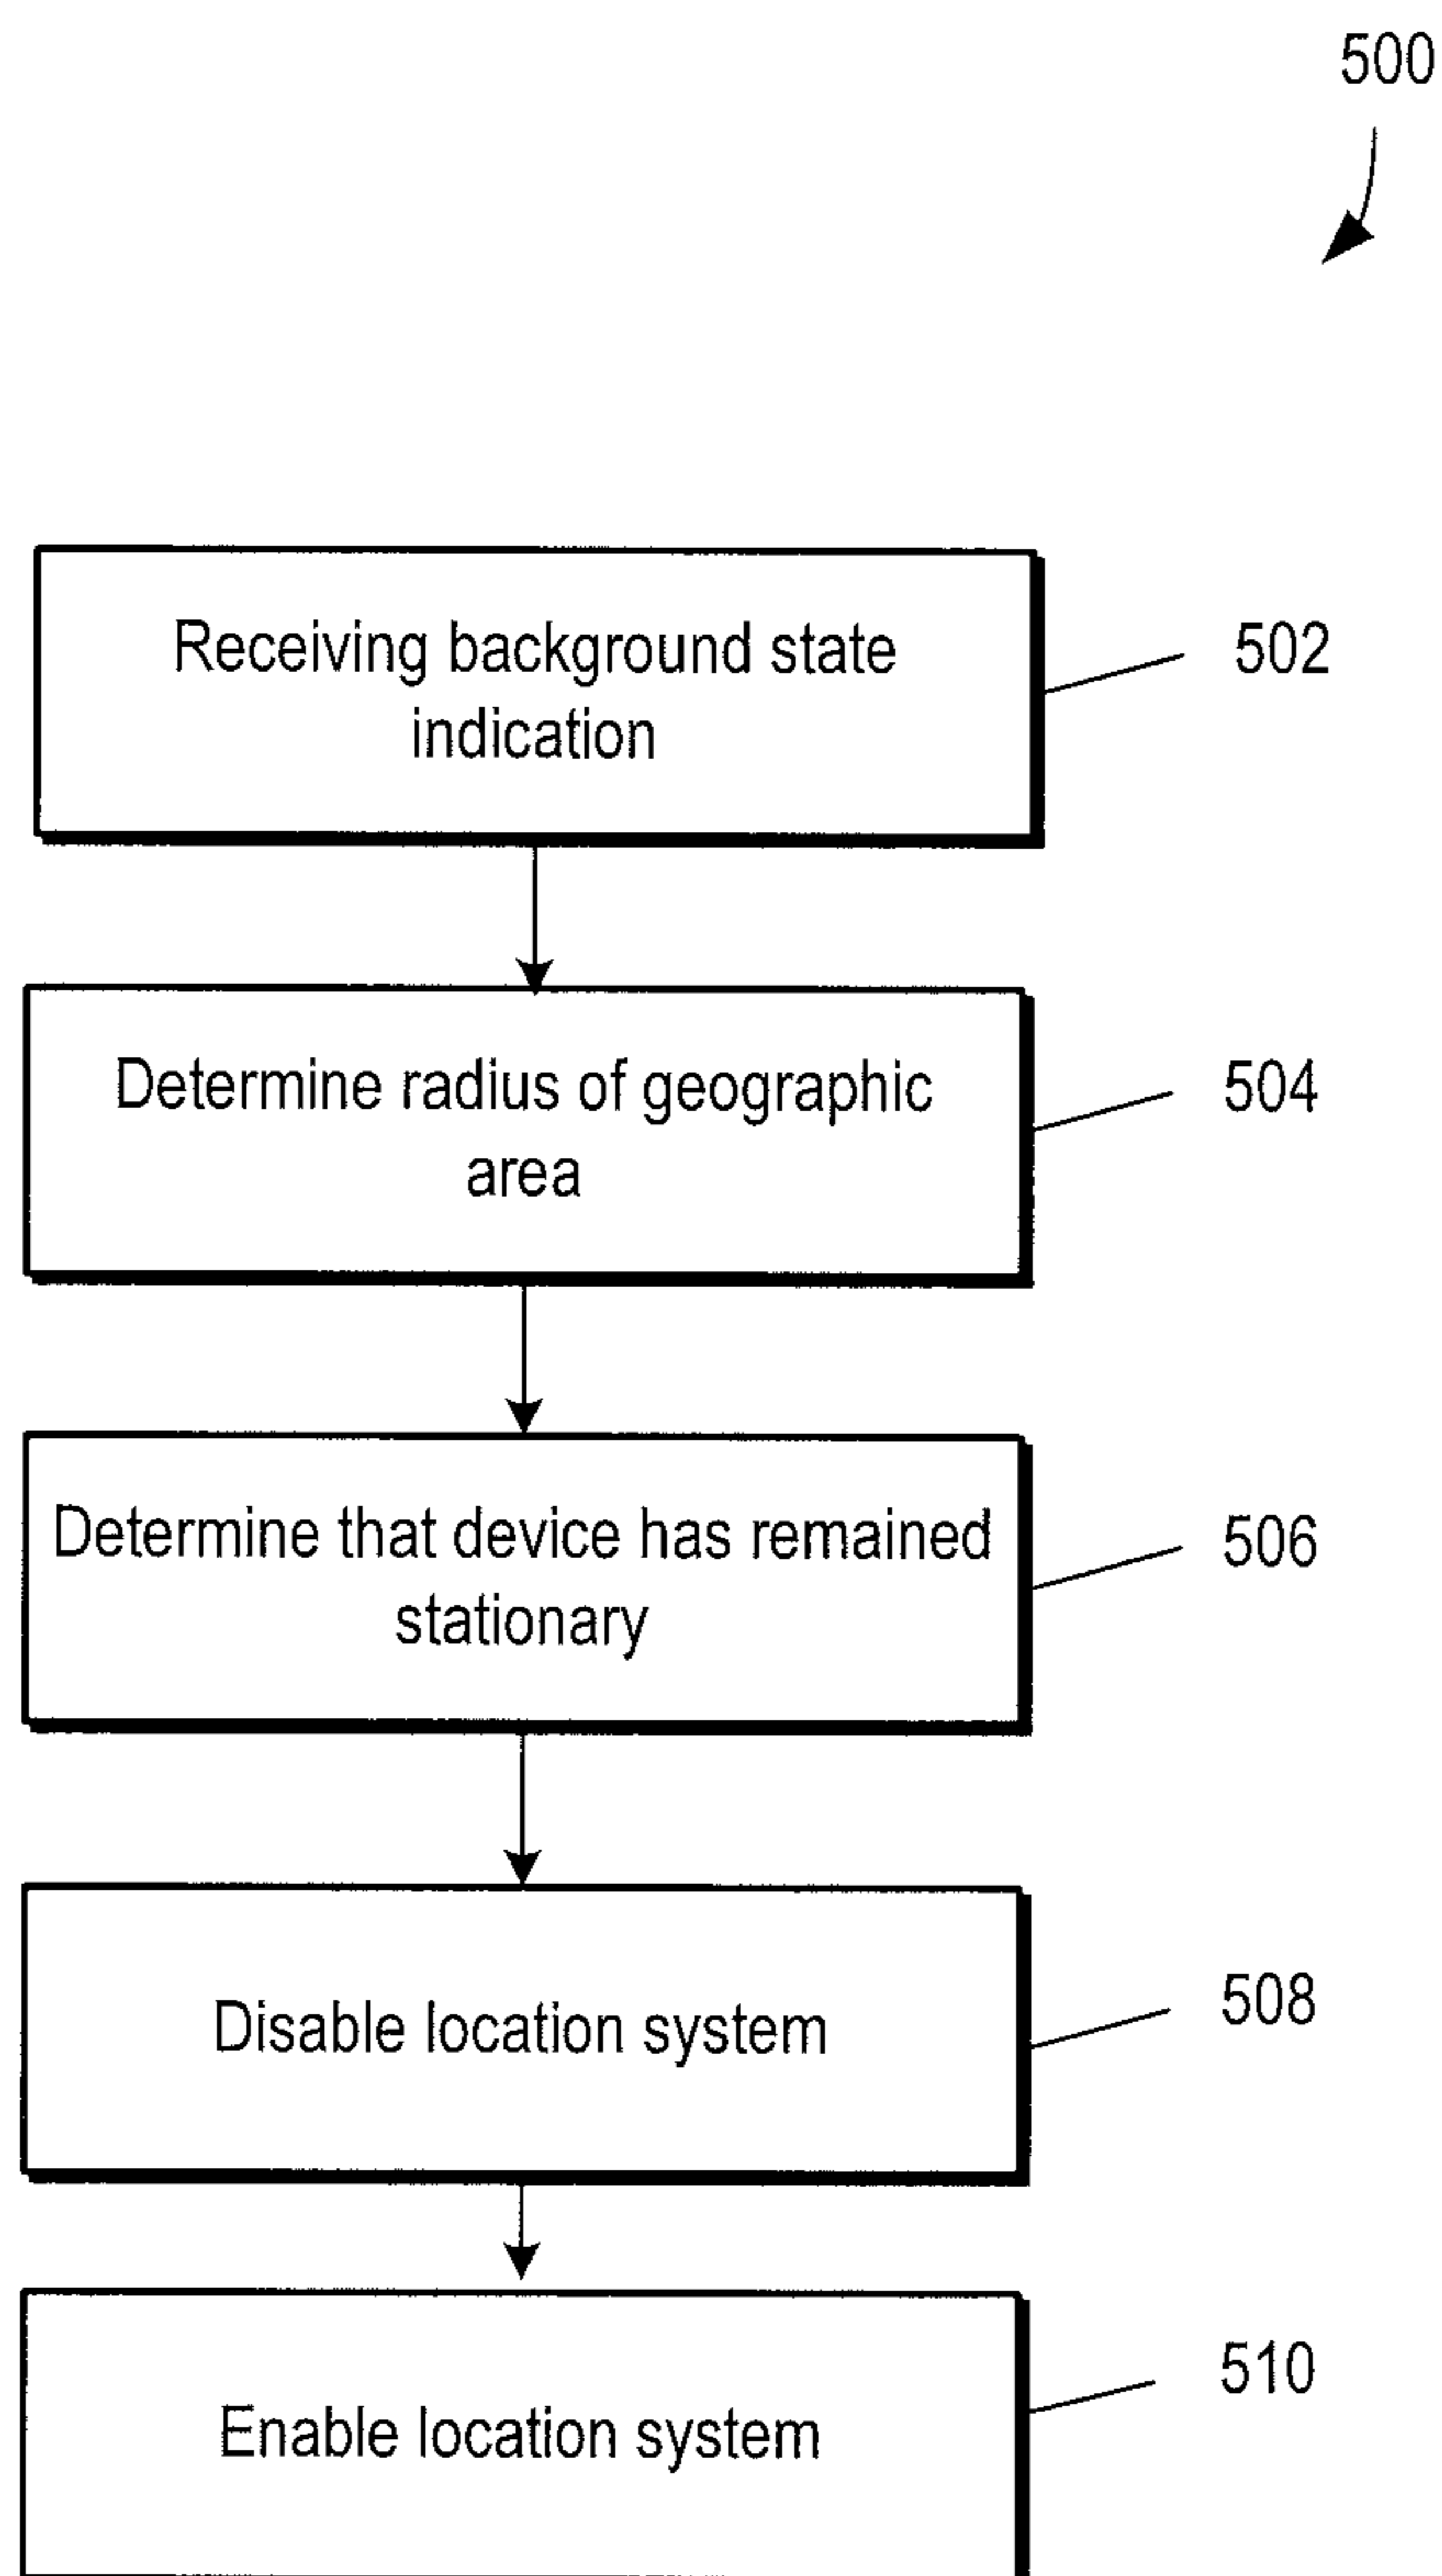 500
Receiving background state
indication
502
Determine radius of geographic
area
504
Determine that device has remained
stationary
506
Disable location system
508
Enable location system
510